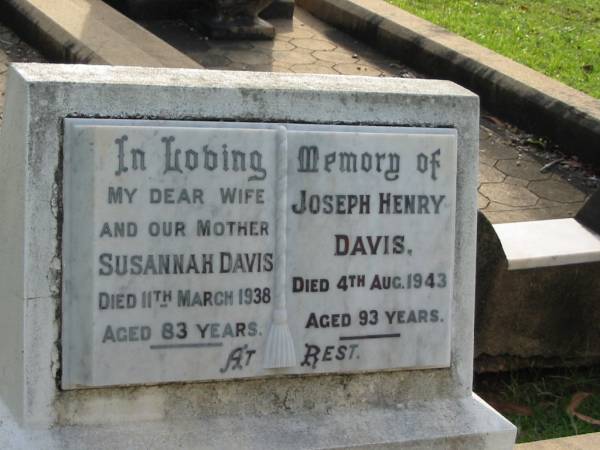 In Loving Memory of
MY DEAR WIFE
AND OUR MOTHER
SUSANNAH DAVIS
DIED 11TH MARCH 1938
AGED 83 YEARS.
JOSEPH HENRY
DAVIS.
DIED 4TH AUG. 1943
AGED 93 YEARS.
AT REST.